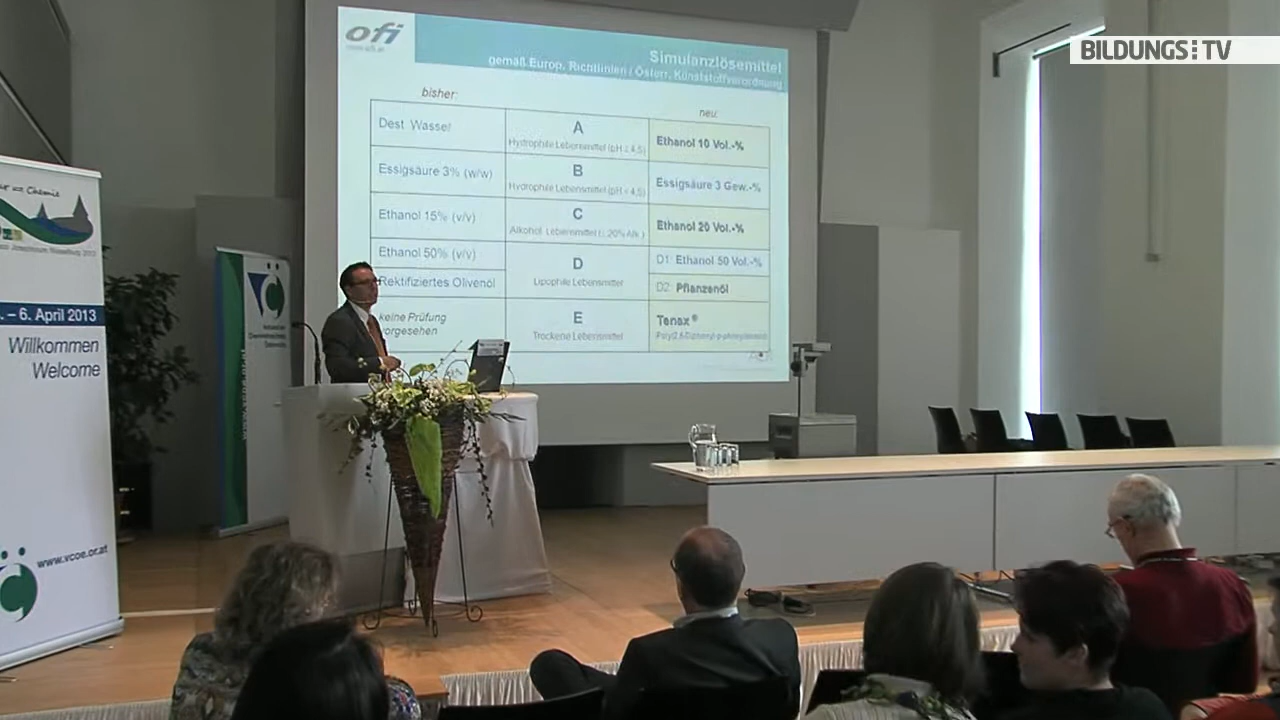 BILDUNGS TV
ofi
Simulanzlösemittel
gemäß Europ. Richtlinien / Österr. Kunststoffverordnung
bisher:
neu:
Dest. Wasser
A
Hydrophile Lebensmittel (pH ≥ 4,5)
Ethanol 10 Vol.-%
Essigsäure 3% (w/w)
B
Hydrophile Lebensmittel (pH < 4,5)
Essigsäure 3 Gew.-%
Ethanol 15% (v/v)
C
Alkohol. Lebensmittel (≤ 20% Alk.)
Ethanol 20 Vol.-%
Ethanol 50% (v/v)
D
Lipophile Lebensmittel
D1: Ethanol 50 Vol.-%
Rektifiziertes Olivenöl
D2: Pflanzenöl
keine Prüfung
vorgesehen
E
Trockene Lebensmittel
Tenax®
Chemie
. – 6. April 2013
Willkommen
Welcome
www.vcoe.or.at